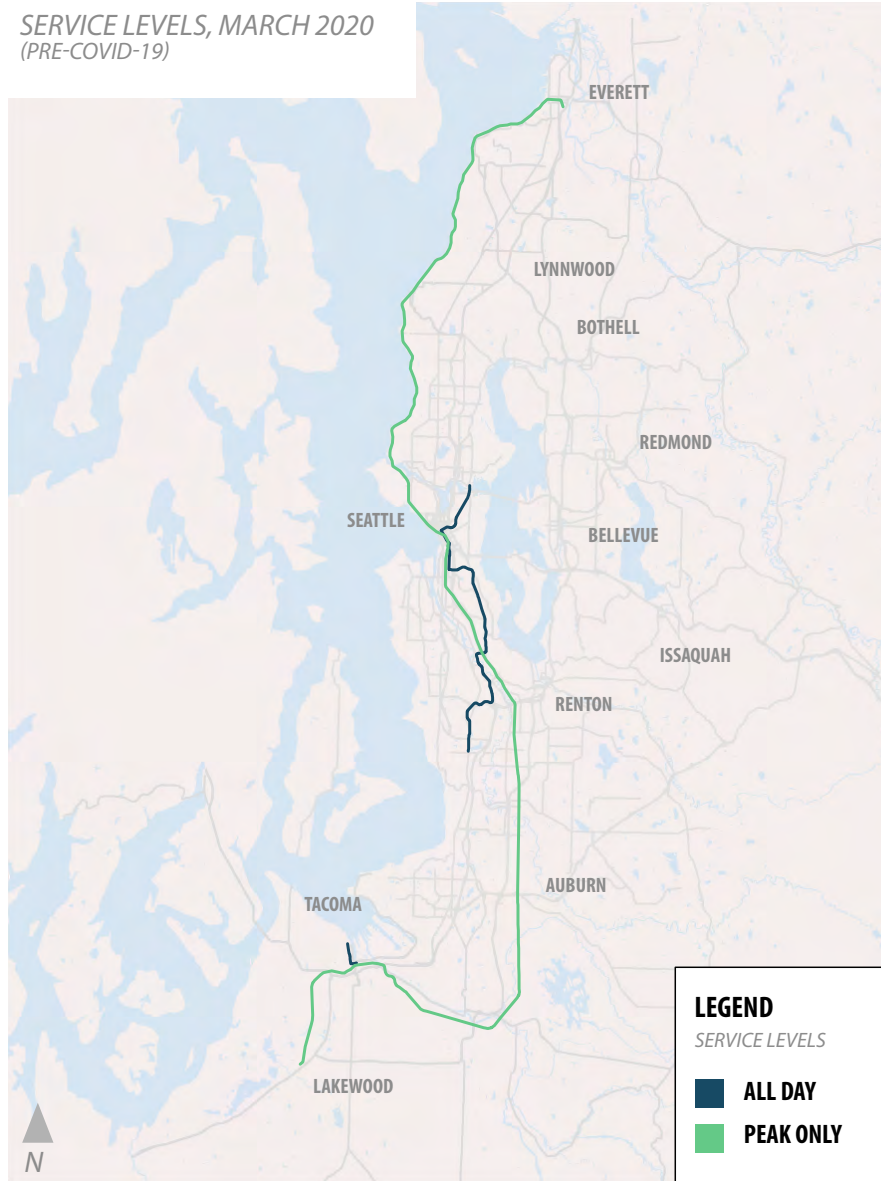 SERVICE LEVELS, MARCH 2020
(PRE-COVID-19)
EVERETT
LYNNWOOD
BOTHELL
REDMOND
SEATTLE
BELLEVUE
ISSAQUAH
RENTON
AUBURN
TACOMA
LAKEWOOD
N
LEGEND
SERVICE LEVELS
ALL DAY
PEAK ONLY